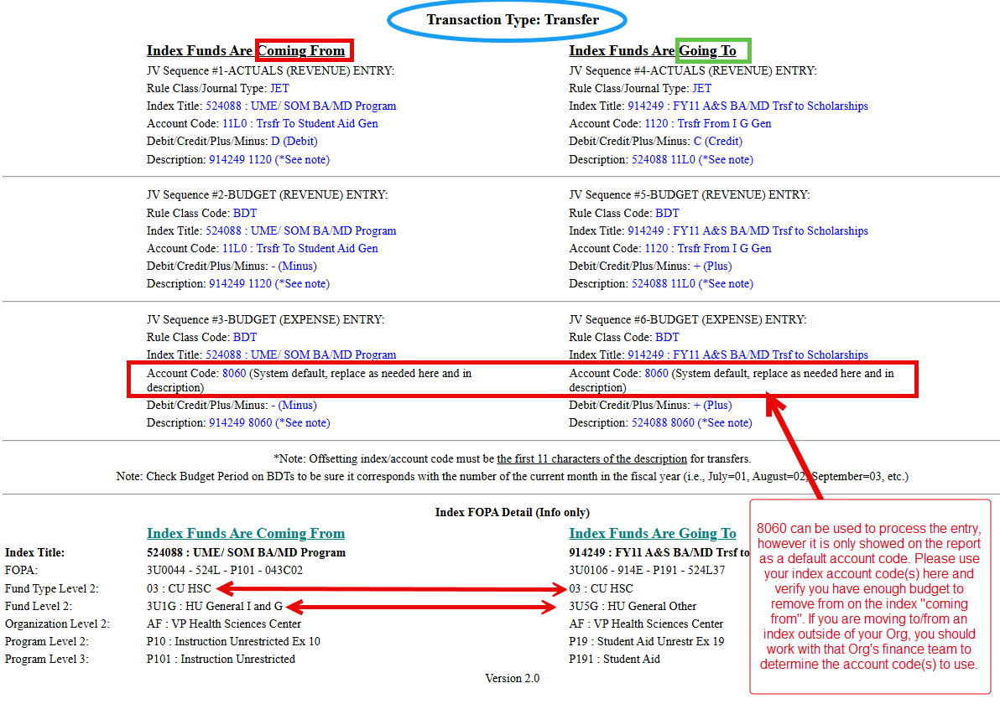 Transaction Type: Transfer
Index Funds Are Coming From
JV Sequence #1-ACTUALS (REVENUE) ENTRY:
Rule Class/Journal Type: JET
Index Title: 524088 : UME/ SOM BA/MD Program
Account Code: 11L0 : Trsfr To Student Aid Gen
Debit/Credit/Plus/Minus: D (Debit)
Description: 914249 1120 (*See note)
Index Funds Are Going To
JV Sequence #4-ACTUALS (REVENUE) ENTRY:
Rule Class/Journal Type: JET
Index Title: 914249 : FY11 A&S BA/MD Trsf to Scholarships
Account Code: 1120 : Trsfr From I G Gen
Debit/Credit/Plus/Minus: C (Credit)
Description: 524088 11L0 (*See note)
JV Sequence #2-BUDGET (REVENUE) ENTRY:
Rule Class Code: BDT
Index Title: 524088 : UME/ SOM BA/MD Program
Account Code: 11L0 : Trsfr To Student Aid Gen
Debit/Credit/Plus/Minus: - (Minus)
Description: 914249 1120 (*See note)
JV Sequence #5-BUDGET (REVENUE) ENTRY:
Rule Class Code: BDT
Index Title: 914249 : FY11 A&S BA/MD Trsf to Scholarships
Account Code: 1120 : Trsfr From I G Gen
Debit/Credit/Plus/Minus: + (Plus)
Description: 524088 11L0 (*See note)
JV Sequence #3-BUDGET (EXPENSE) ENTRY:
Rule Class Code: BDT
Index Title: 524088 : UME/ SOM BA/MD Program
Account Code: 8060 (System default, replace as needed here and in
description)
Debit/Credit/Plus/Minus: - (Minus)
Description: 914249 8060 (*See note)
JV Sequence #6-BUDGET (EXPENSE) ENTRY:
Rule Class Code: BDT
Index Title: 914249 : FY11 A&S BA/MD Trsf to Scholarships
Account Code: 8060 (System default, replace as needed here and in
description)
Debit/Credit/Plus/Minus: + (Plus)
Description: 524088 8060 (*See note)
*Note: Offsetting index/account code must be the first 11 characters of the description for transfers.
Note: Check Budget Period on BDTs to be sure it corresponds with the number of the current month in the fiscal year (i.e., July=01, August=02, September=03, etc.)
Index FOPA Detail (Info only)
Index Funds Are Coming From Index Funds Are Going To
Index Title: 524088 : UME/ SOM BA/MD Program 914249 : FY11 A&S BA/MD Trsf to
FOPA: 3U0044 - 524L - P101 - 043C02 3U0106 - 914E - P191 - 524L37
Fund Type Level 2: 03 : CU HSC 03 : CU HSC
Fund Level 2: 3U1G : HU General I and G 3U5G : HU General Other
Organization Level 2: AF : VP Health Sciences Center AF : VP Health Sciences Center
Program Level 2: P10 : Instruction Unrestricted Ex 10 P19 : Student Aid Unrestr Ex 19
Program Level 3: P101 : Instruction Unrestricted P191 : Student Aid
Version 2.0
8060 can be used to process the entry,
however it is only showed on the report
as a default account code. Please use
your index account code(s) here and
verify you have enough budget to
remove from on the index "coming
from". If you are moving to/from an
index outside of your Org, you should
work with that Org's finance team to
determine the account code(s) to use.